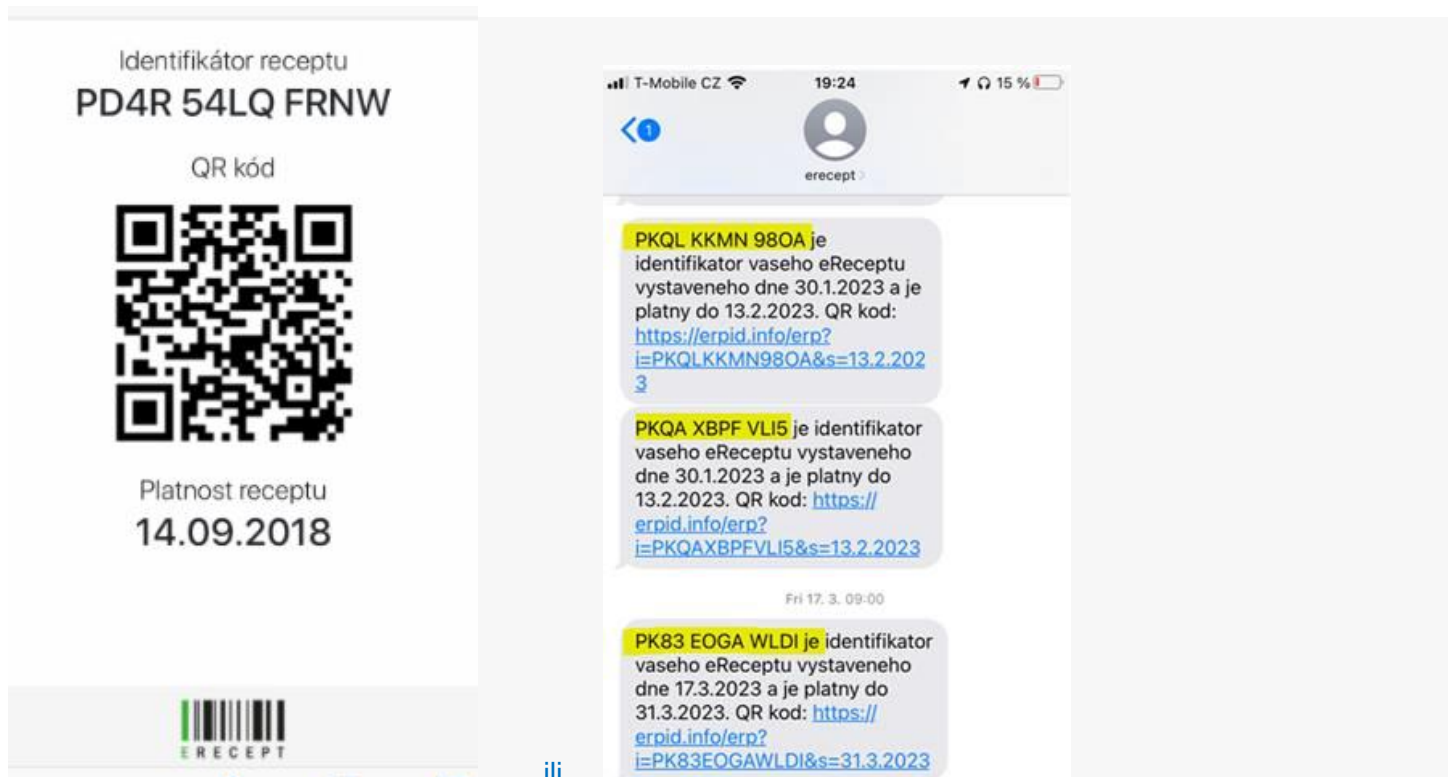 Identifikátor receptu
PD4R 54LQ FRNW
QR kód
Platnost receptu
14.09.2018
ERECEPT
ili
T-Mobile CZ
19:24
15 %
1
erecept
PKQL KKMN 98OA je
identifikator vaseho eReceptu
vystaveneho dne 30.1.2023 a je
platny do 13.2.2023. QR kod:
https://erpid.info/erp?
i=PKQLKKMN98OA&s=13.2.202
3
PKQA XBPF VLI5 je identifikator
vaseho eReceptu vystaveneho
dne 30.1.2023 a je platny do
13.2.2023. QR kod: https://
erpid.info/erp?
i=PKQAXBPFVLI5&s=13.2.2023
Fri 17. 3. 09:00
PK83 EOGA WLDI je identifikator
vaseho eReceptu vystaveneho
dne 17.3.2023 a je platny do
31.3.2023. QR kod: https://
erpid.info/erp?
i=PK83EOGAWLDI&s=31.3.2023